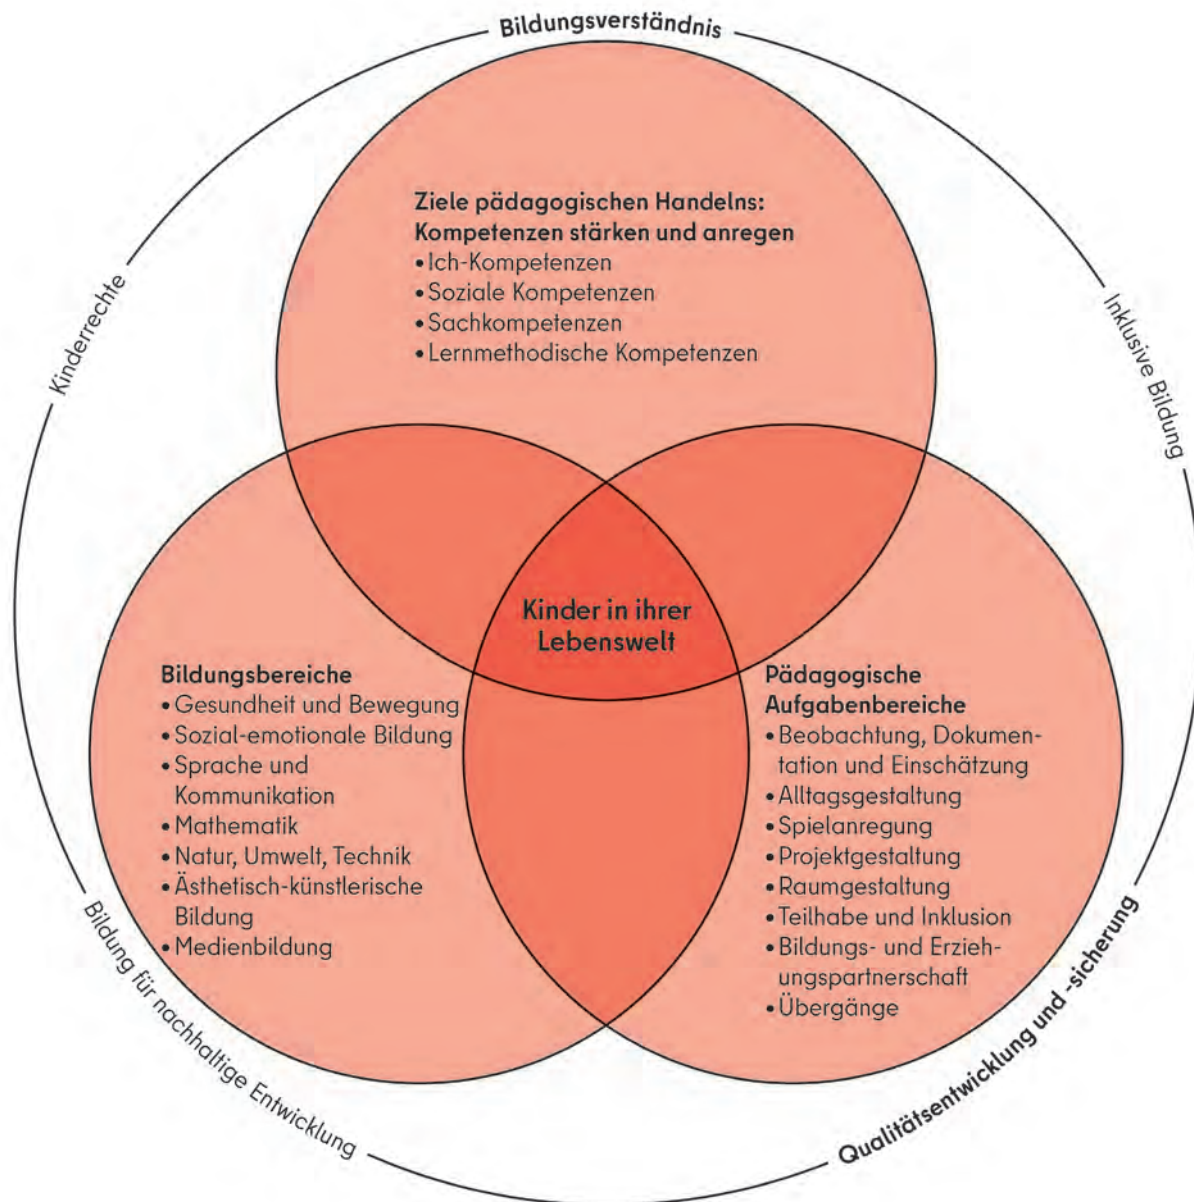 Bildungsverständnis
Ziele pädagogischen Handelns:
Kompetenzen stärken und anregen
• Ich-Kompetenzen
• Soziale Kompetenzen
• Sachkompetenzen
• Lernmethodische Kompetenzen
Kinderrechte
Inklusive Bildung
Kinder in ihrer
Lebenswelt
Bildungsbereiche
• Gesundheit und Bewegung
• Sozial-emotionale Bildung
• Sprache und
Kommunikation
• Mathematik
• Natur, Umwelt, Technik
• Ästhetisch-künstlerische
Bildung
• Medienbildung
Pädagogische
Aufgabenbereiche
• Beobachtung, Dokumen-
tation und Einschätzung
• Alltagsgestaltung
• Spielanregung
• Projektgestaltung
• Raumgestaltung
• Teilhabe und Inklusion
• Bildungs- und Erzieh-
ungspartnerschaft
• Übergänge
Bildung für nachhaltige Entwicklung
Qualitätsentwicklung und -sicherung